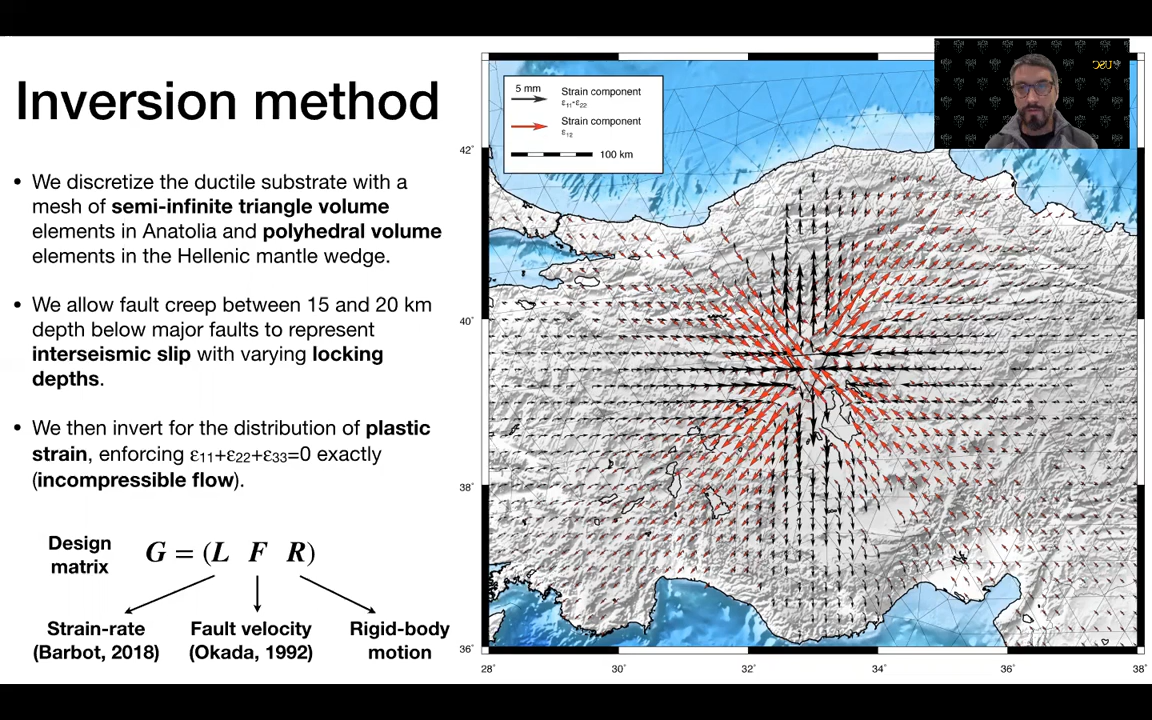 Inversion method
• We discretize the ductile substrate with a
mesh of semi-infinite triangle volume
elements in Anatolia and polyhedral volume
elements in the Hellenic mantle wedge.
• We allow fault creep between 15 and 20 km
depth below major faults to represent
interseismic slip with varying locking
depths.
• We then invert for the distribution of plastic
strain, enforcing ε₁₁+ε₂₂+ε₃₃=0 exactly
(incompressible flow).
Design
matrix
G = (L F R)
Strain-rate
(Barbot, 2018)
Fault velocity
(Okada, 1992)
Rigid-body
motion
5 mm
Strain component
ε₁₁-ε₂₂
Strain component
ε₁₂
100 km
42°
40°
38°
36°
28°
30°
32°
34°
36°
38°